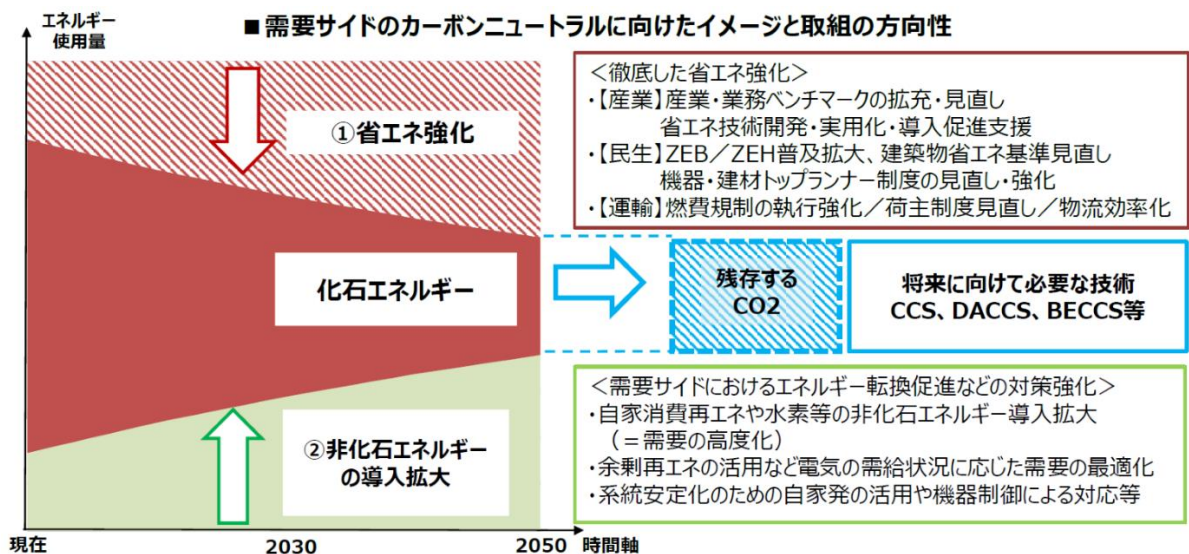 ■需要サイドのカーボンニュートラルに向けたイメージと取組の方向性
エネルギー
使用量
①省エネ強化
化石エネルギー
②非化石エネルギー
の導入拡大
現在
2030
2050
時間軸
<徹底した省エネ強化>
・【産業】産業・業務ベンチマークの拡充・見直し
省エネ技術開発・実用化・導入促進支援
・【民生】ZEB/ZEH普及拡大、建築物省エネ基準見直し
機器・建材トップランナー制度の見直し・強化
・【運輸】燃費規制の執行強化/荷主制度見直し/物流効率化
残存する
CO2
将来に向けて必要な技術
CCS、DACCS、BECCS等
<需要サイドにおけるエネルギー転換促進などの対策強化>
・自家消費再エネや水素等の非化石エネルギー導入拡大
(=需要の高度化)
・余剰再エネの活用など電気の需給状況に応じた需要の最適化
・系統安定化のための自家発の活用や機器制御による対応等